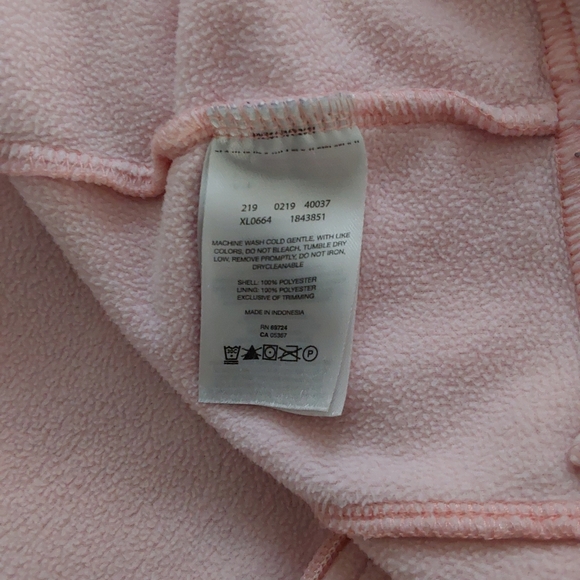 219 0219 40037
XL0664 1843851
MACHINE WASH COLD GENTLE, WITH LIKE
COLORS, DO NOT BLEACH, TUMBLE DRY
LOW, REMOVE PROMPTLY, DO NOT IRON,
DRYCLEANABLE
SHELL: 100% POLYESTER
LINING: 100% POLYESTER
EXCLUSIVE OF TRIMMING.
MADE IN INDONESIA
RN 68724
CA
P